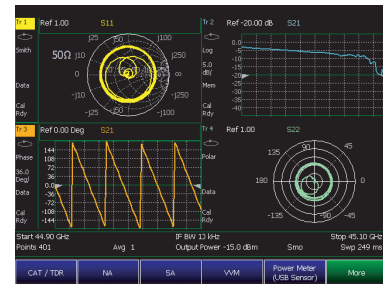 Tr 1 Ref 1.00 S11
Smith
50Ω
j10
j25
j50
j100
j250
0
∞
-j10
-j25
-j50
-j100
-j250
Data
Cal
Rdy
Tr 2 Ref -20.00 dB S21
Log
5.0
dB/
Mem
Cal
Rdy
0.0
-5
-10
-15
-20
-25
-30
-35
-40
Tr 3 Ref 0.00 Deg S21
Phase
36.0
Deg/
Data
Cal
Rdy
144
108
72
36
0.0
-36
-72
-108
-144
Tr 4 Ref 1.00 S22
Polar
Data
Cal
Rdy
135
90
45
180
0
-135
-90
-45
Start 44.90 GHz IF BW 10 kHz Stop 45.10 GHz
Points 401 Avg 1 Output Power -15.0 dBm Smo Swp 249 ms
CAT / TDR NA SA VVM Power Meter (USB Sensor) More